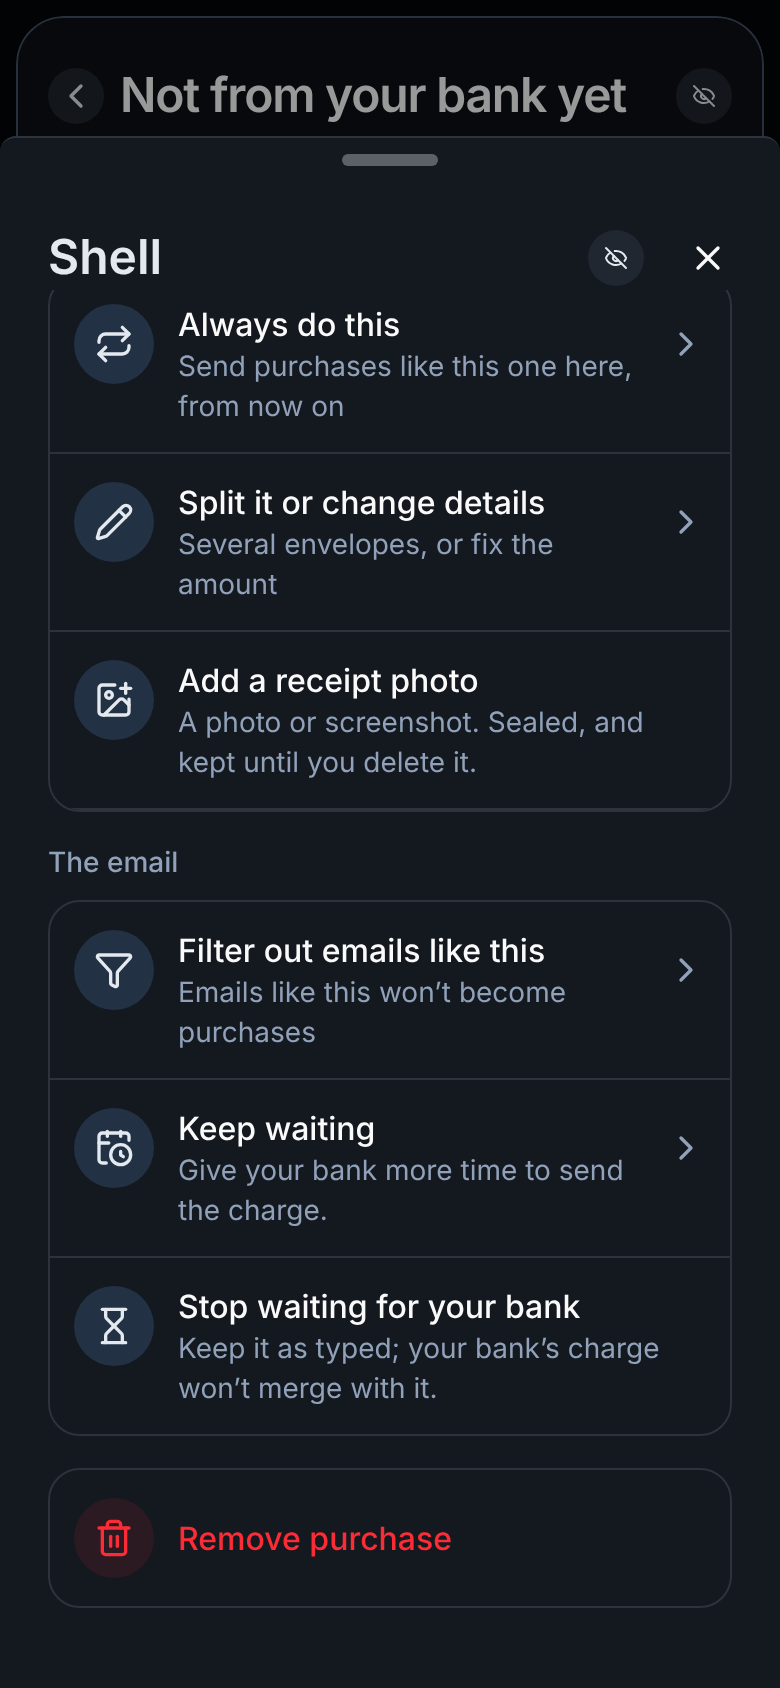 Not from your bank yet
Shell
Always do this
Send purchases like this one here,
from now on
Split it or change details
Several envelopes, or fix the
amount
Add a receipt photo
A photo or screenshot. Sealed, and
kept until you delete it.
The email
Filter out emails like this
Emails like this won’t become
purchases
Keep waiting
Give your bank more time to send
the charge.
Stop waiting for your bank
Keep it as typed; your bank’s charge
won’t merge with it.
Remove purchase